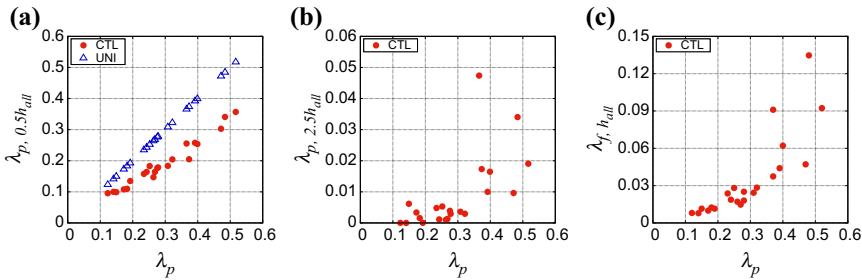 (a)
CTL
UNI
λp, 0.5hall
0.6
0.5
0.4
0.3
0.2
0.1
0
0 0.1 0.2 0.3 0.4 0.5 0.6
λp
(b)
CTL
λp, 2.5hall
0.06
0.05
0.04
0.03
0.02
0.01
0
0 0.1 0.2 0.3 0.4 0.5 0.6
λp
(c)
CTL
λf, hall
0.15
0.12
0.09
0.06
0.03
0
0 0.1 0.2 0.3 0.4 0.5 0.6
λp